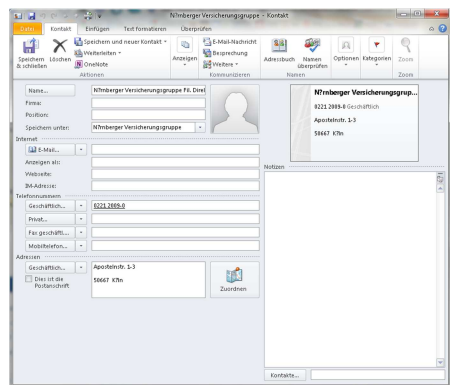 N?rnberger Versicherungsgruppe - Kontakt
Datei Kontakt Einfügen Text formatieren Überprüfen
Speichern & schließen
Löschen
Speichern und neuer Kontakt
Weiterleiten
OneNote
Aktionen
Anzeigen
E-Mail-Nachricht
Besprechung
Weitere
Kommunizieren
Adressbuch
Namen überprüfen
Namen
Optionen
Kategorien
Zoom
Zoom
Name... N?rnberger Versicherungsgruppe Fil. Direl
Firma:
Position:
Speichern unter: N?rnberger Versicherungsgruppe
Internet
E-Mail...
Anzeigen als:
Webseite:
IM-Adresse:
Telefonnummern
Geschäftlich... 0221 2009-0
Privat...
Fax geschäftl....
Mobiltelefon...
Adressen
Geschäftlich... Apostelnstr. 1-3
50667 K?ln
Dies ist die
Postanschrift
Zuordnen
N?rnberger Versicherungsgrup...
0221 2009-0 Geschäftlich
Apostelnstr. 1-3
50667 K?ln
Notizen
Kontakte...